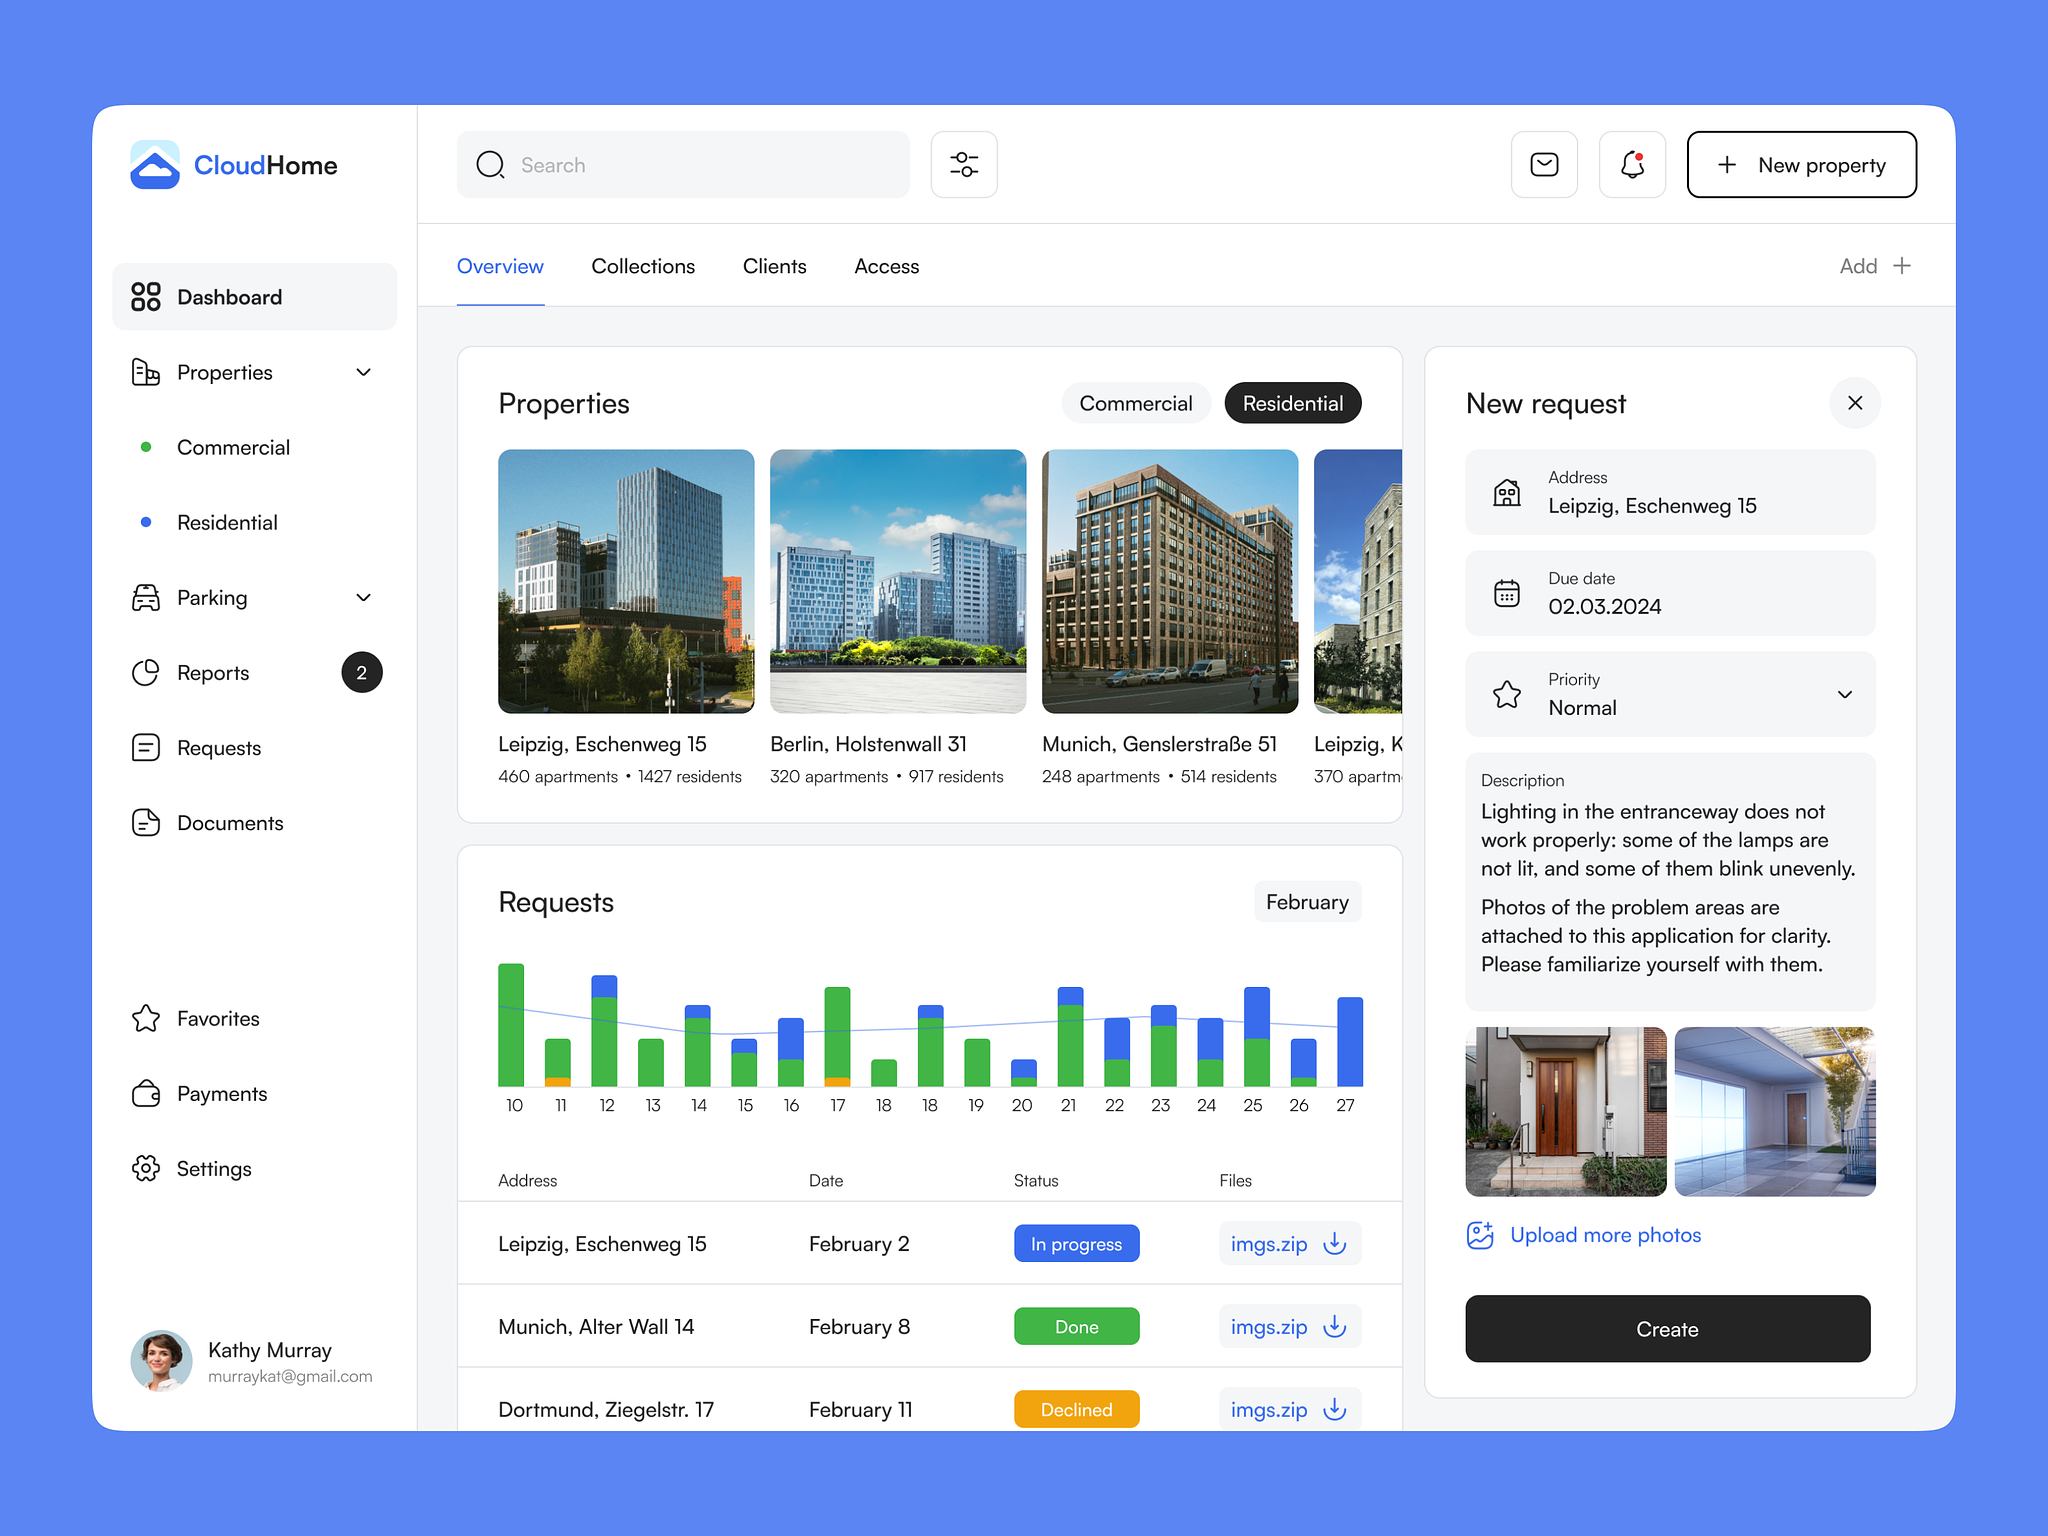 CloudHome
Search
New property
Dashboard
Properties
Commercial
Residential
Parking
Reports
2
Requests
Documents
Favorites
Payments
Settings
Kathy Murray
murraykat@gmail.com
Overview
Collections
Clients
Access
Add
Properties
Commercial
Residential
Leipzig, Eschenweg 15
460 apartments • 1427 residents
Berlin, Holstenwall 31
320 apartments • 917 residents
Munich, Genslerstraße 51
248 apartments • 514 residents
Leipzig, K
370 apartm
Requests
February
10 11 12 13 14 15 16 17 18 18 19 20 21 22 23 24 25 26 27
Address Date Status Files
Leipzig, Eschenweg 15 February 2 In progress imgs.zip
Munich, Alter Wall 14 February 8 Done imgs.zip
Dortmund, Ziegelstr. 17 February 11 Declined imgs.zip
New request
Address
Leipzig, Eschenweg 15
Due date
02.03.2024
Priority
Normal
Description
Lighting in the entranceway does not
work properly: some of the lamps are
not lit, and some of them blink unevenly.
Photos of the problem areas are
attached to this application for clarity.
Please familiarize yourself with them.
Upload more photos
Create